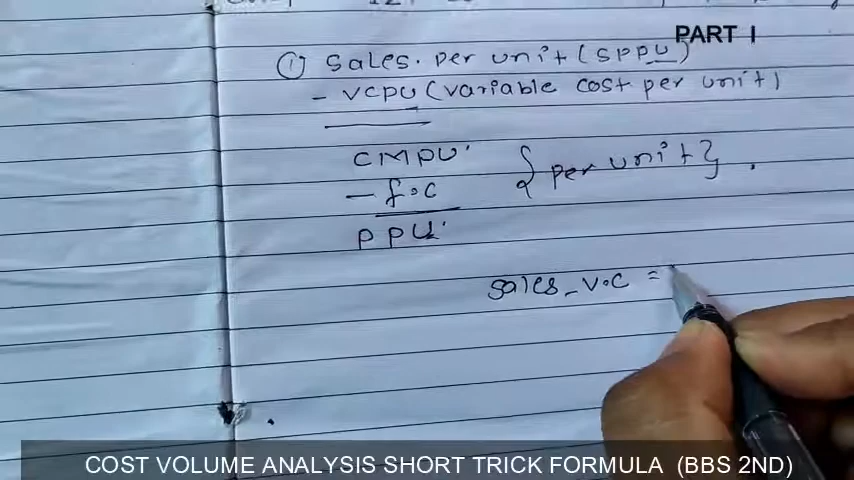 PART I
① Sales. per unit (SPPU)
- VCPU (variable cost per unit)
CMPU {per unit}.
- f.c
PPU
sales - V.C =
COST VOLUME ANALYSIS SHORT TRICK FORMULA (BBS 2ND)